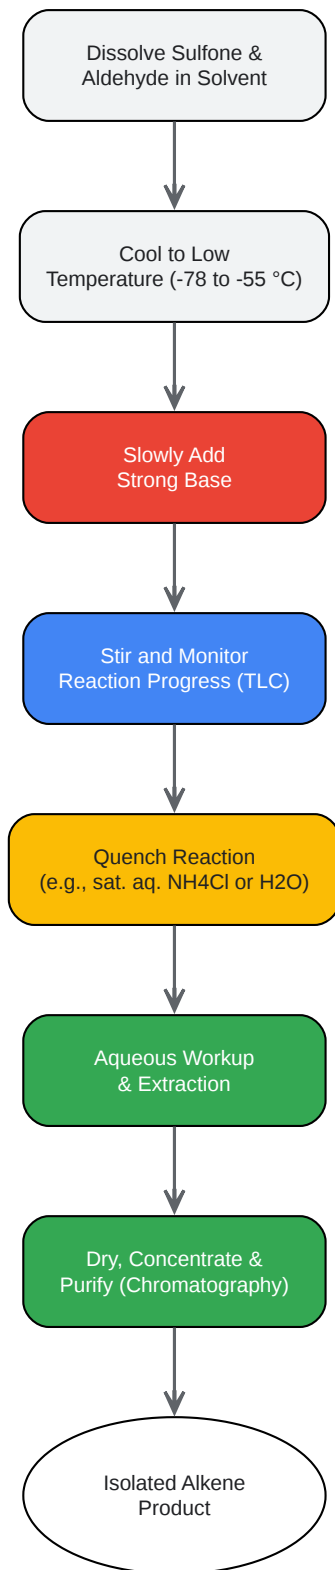 Dissolve Sulfone &
Aldehyde in Solvent
Cool to Low
Temperature (-78 to -55 °C)
Slowly Add
Strong Base
Stir and Monitor
Reaction Progress (TLC)
Quench Reaction
(e.g., sat. aq. NH4Cl or H2O)
Aqueous Workup
& Extraction
Dry, Concentrate &
Purify (Chromatography)
Isolated Alkene
Product